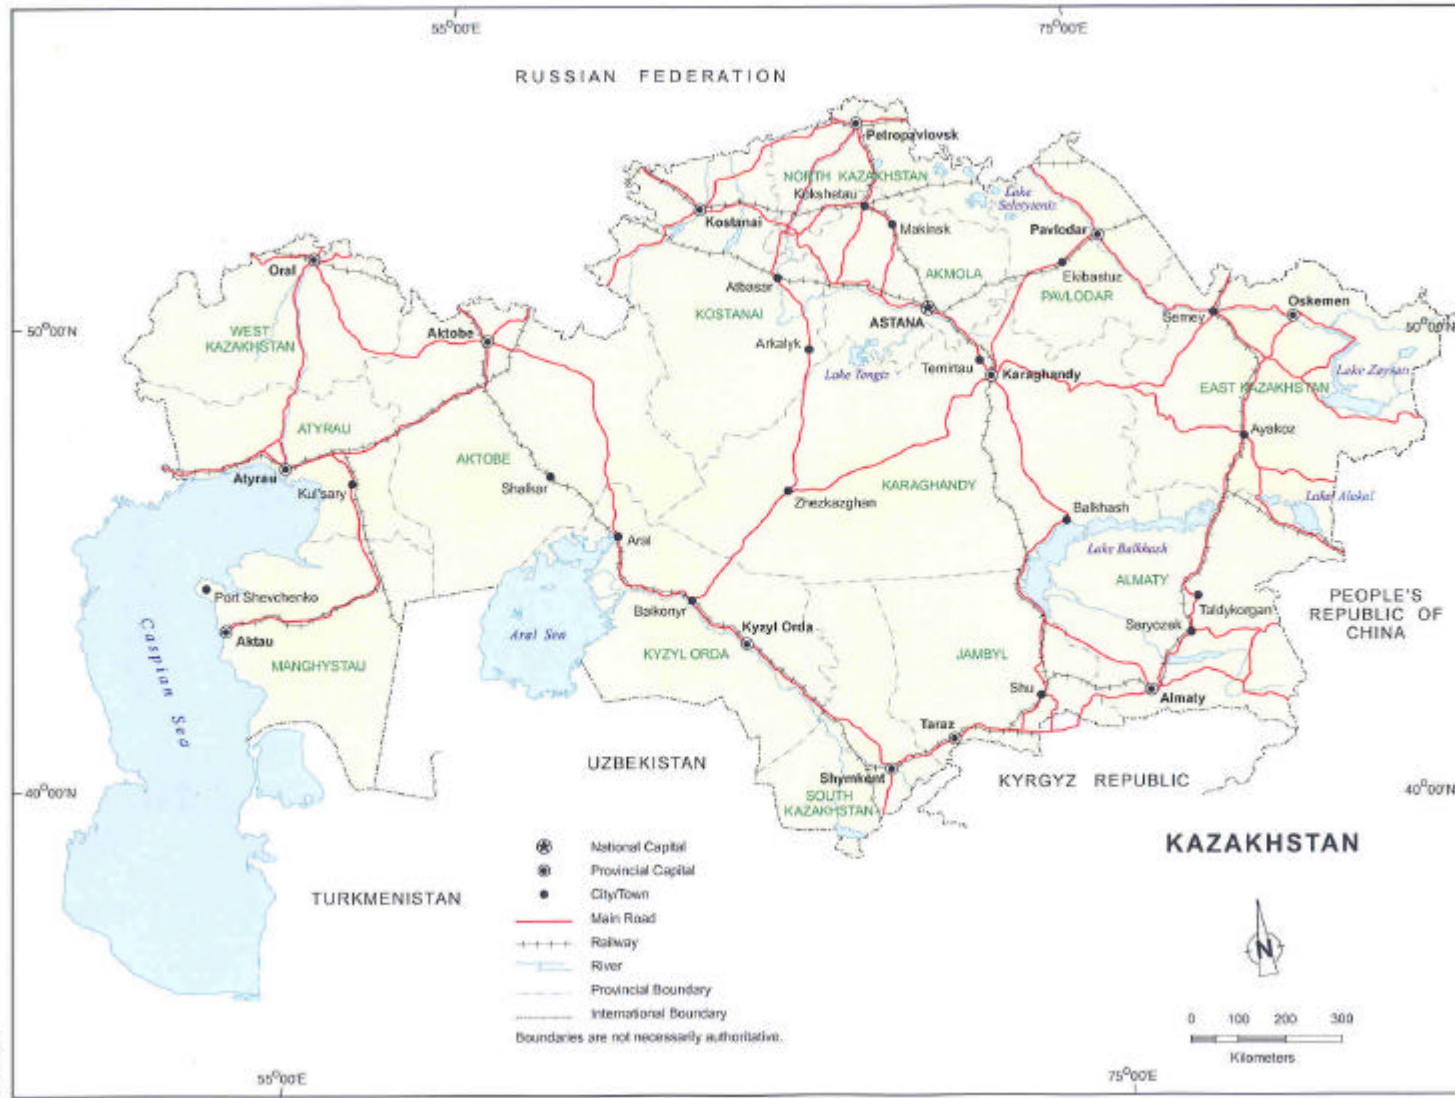 55°00'E
75°00'E
RUSSIAN FEDERATION
Petropavlovsk
NORTH KAZAKHSTAN
Kokshetau
Lake
Seletyteniz
Kostanai
Makinsk
Pavlodar
Oral
AKMOLA
Ekibastuz
Atbasar
PAVLODAR
KOSTANAI
Oskemen
50°00'N
WEST
KAZAKHSTAN
Aktobe
ASTANA
Semey
50°00'N
Arkalyk
Lake Tengiz
Temirtau
Karaghandy
Lake Zaysan
EAST KAZAKHSTAN
ATYRAU
Ayakoz
AKTOBE
Atyrau
Kul'sary
Shalkar
Zhezkazghan
KARAGHANDY
Lake Alakol
Balkhash
Aral
Lake Balkhash
ALMATY
Port Shevchenko
Baikonyr
Taldykorgan
PEOPLE'S
REPUBLIC OF
CHINA
Caspian Sea
Aktau
Aral Sea
Kyzyl Orda
Saryozek
MANGHYSTAU
KYZYL ORDA
JAMBYL
Shu
Almaty
Taraz
UZBEKISTAN
Shymkent
KYRGYZ REPUBLIC
40°00'N
SOUTH
KAZAKHSTAN
40°00'N
KAZAKHSTAN
TURKMENISTAN
National Capital
Provincial Capital
City/Town
Main Road
Railway
River
Provincial Boundary
International Boundary
Boundaries are not necessarily authoritative.
N
0 100 200 300
Kilometers
55°00'E
75°00'E